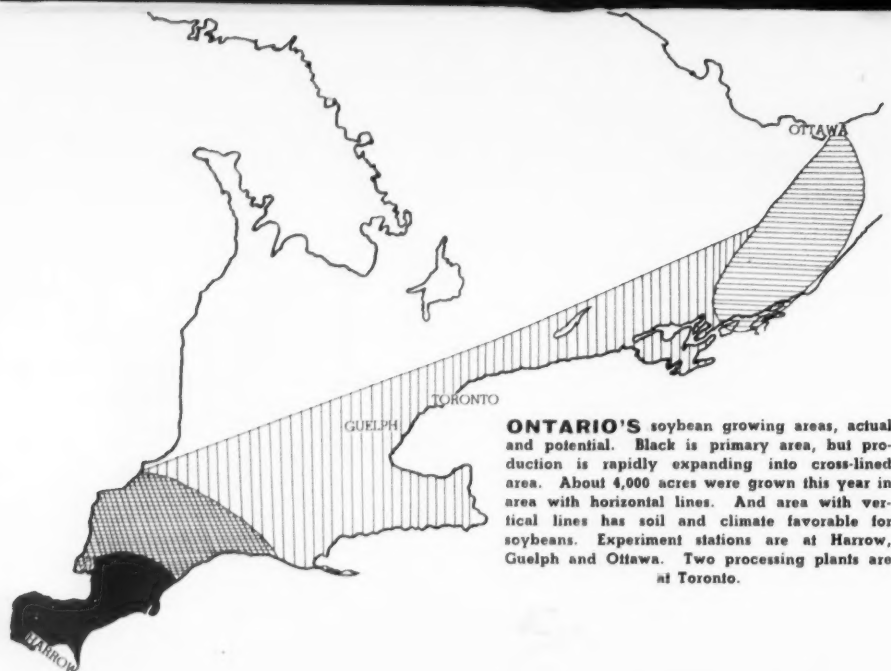 OTTAWA
TORONTO
GUELPH
ONTARIO'S soybean growing areas, actual
and potential. Black is primary area, but pro-
duction is rapidly expanding into cross-lined
area. About 4,000 acres were grown this year in
area with horizontal lines. And area with ver-
tical lines has soil and climate favorable for
soybeans. Experiment stations are at Harrow,
Guelph and Ottawa. Two processing plants are
at Toronto.
HARROW